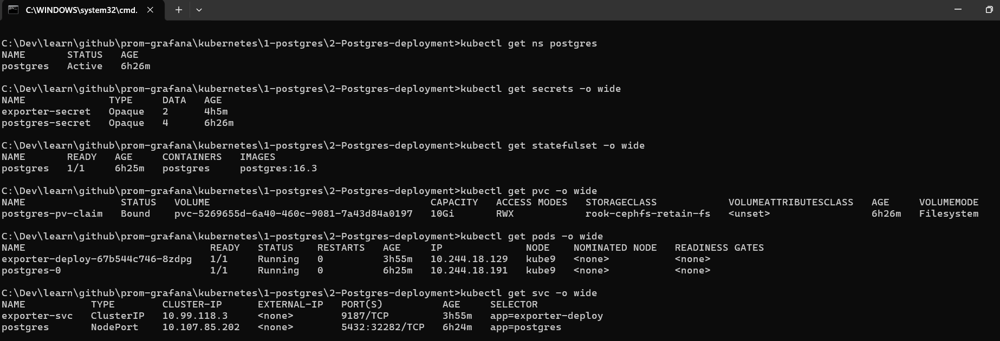 C:\WINDOWS\system32\cmd.
C:\Dev\learn\github\prom-grafana\kubernetes\1-postgres\2-Postgres-deployment>kubectl get ns postgres
NAME       STATUS   AGE
postgres   Active   6h26m
C:\Dev\learn\github\prom-grafana\kubernetes\1-postgres\2-Postgres-deployment>kubectl get secrets -o wide
NAME              TYPE     DATA   AGE
exporter-secret   Opaque   2      4h5m
postgres-secret   Opaque   4      6h26m
C:\Dev\learn\github\prom-grafana\kubernetes\1-postgres\2-Postgres-deployment>kubectl get statefulset -o wide
NAME       READY   AGE     CONTAINERS   IMAGES
postgres   1/1     6h25m   postgres     postgres:16.3
C:\Dev\learn\github\prom-grafana\kubernetes\1-postgres\2-Postgres-deployment>kubectl get pvc -o wide
NAME                STATUS   VOLUME                                     CAPACITY   ACCESS MODES   STORAGECLASS            VOLUMEATTRIBUTESCLASS   AGE     VOLUMEMODE
postgres-pv-claim   Bound    pvc-5269655d-6a40-460c-9081-7a43d84a0197   10Gi       RWX            rook-cephfs-retain-fs   <unset>                 6h26m   Filesystem
C:\Dev\learn\github\prom-grafana\kubernetes\1-postgres\2-Postgres-deployment>kubectl get pods -o wide
NAME                               READY   STATUS    RESTARTS   AGE     IP              NODE    NOMINATED NODE   READINESS GATES
exporter-deploy-67b544c746-8zdpg   1/1     Running   0          3h55m   10.244.18.129   kube9   <none>           <none>
postgres-0                         1/1     Running   0          6h25m   10.244.18.191   kube9   <none>           <none>
C:\Dev\learn\github\prom-grafana\kubernetes\1-postgres\2-Postgres-deployment>kubectl get svc -o wide
NAME           TYPE        CLUSTER-IP      EXTERNAL-IP   PORT(S)          AGE     SELECTOR
exporter-svc   ClusterIP   10.99.118.3     <none>        9187/TCP         3h55m   app=exporter-deploy
postgres       NodePort    10.107.85.202   <none>        5432:32282/TCP   6h24m   app=postgres